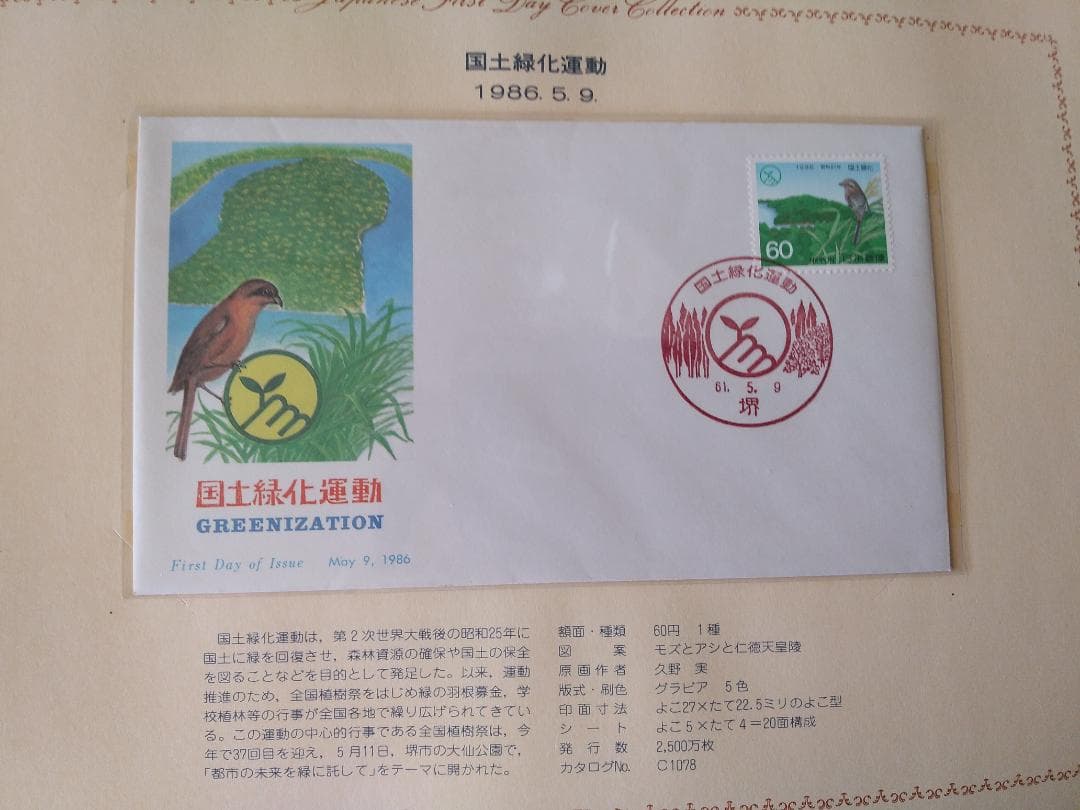 Japanese First Day Cover Collection
国土緑化運動
1986. 5. 9.
1986 昭和61年 国土緑化
60
国土緑化運動
61. 5. 9
堺
国土緑化運動
GREENIZATION
First Day of Issue May 9, 1986
国土緑化運動は，第２次世界大戦後の昭和25年に
国土に緑を回復させ，森林資源の確保や国土の保全
を図ることなどを目的として発足した。以来，運動
推進のため，全国植樹祭をはじめ緑の羽根募金，学
校植林等の行事が全国各地で繰り広げられてきてい
る。この運動の中心的行事である全国植樹祭は，今
年で37回目を迎え，５月11日，堺市の大仙公園で，
「都市の未来を緑に託して」をテーマに開かれた。
額面・種類 60円 １種
図案 モズとアシと仁徳天皇陵
原画作者 久野 実
版式・刷色 グラビア ５色
印面寸法 よこ27×たて22.5ミリのよこ型
シート よこ５×たて４＝20面構成
発行数 2,500万枚
カタログNo. C1078